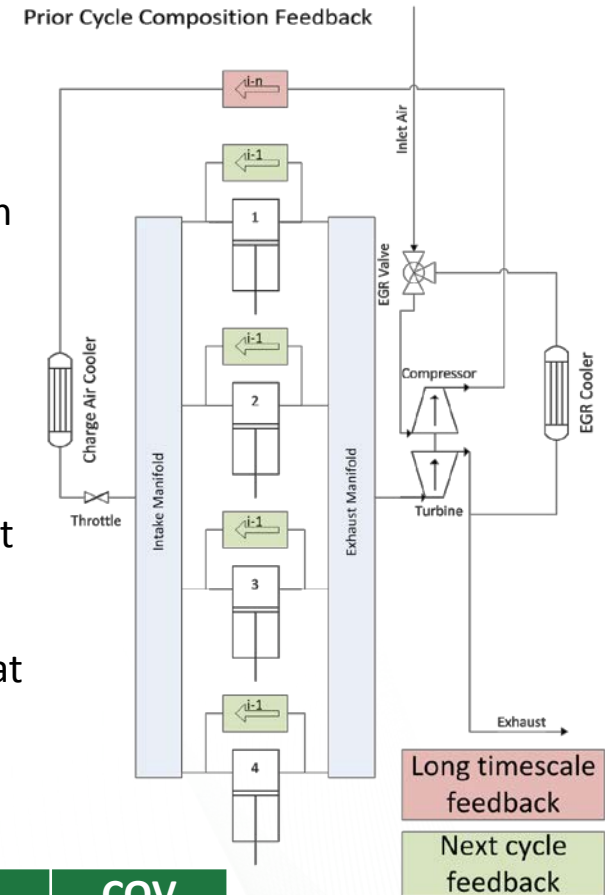 Prior Cycle Composition Feedback
i-n
Inlet Air
i-1
1
EGR Valve
i-1
Compressor
Charge Air Cooler
2
EGR Cooler
Intake Manifold
Exhaust Manifold
Throttle
Turbine
i-1
3
i-1
Exhaust
4
Long timescale
feedback
Next cycle
feedback
t
at
COV